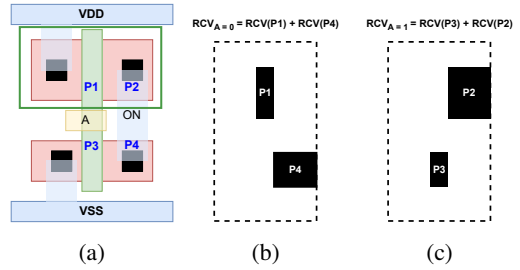 VDD
P1
P2
A
ON
P3
P4
VSS
(a)
RCV_A=0 = RCV(P1) + RCV(P4)
P1
P4
(b)
RCV_A=1 = RCV(P3) + RCV(P2)
P2
P3
(c)